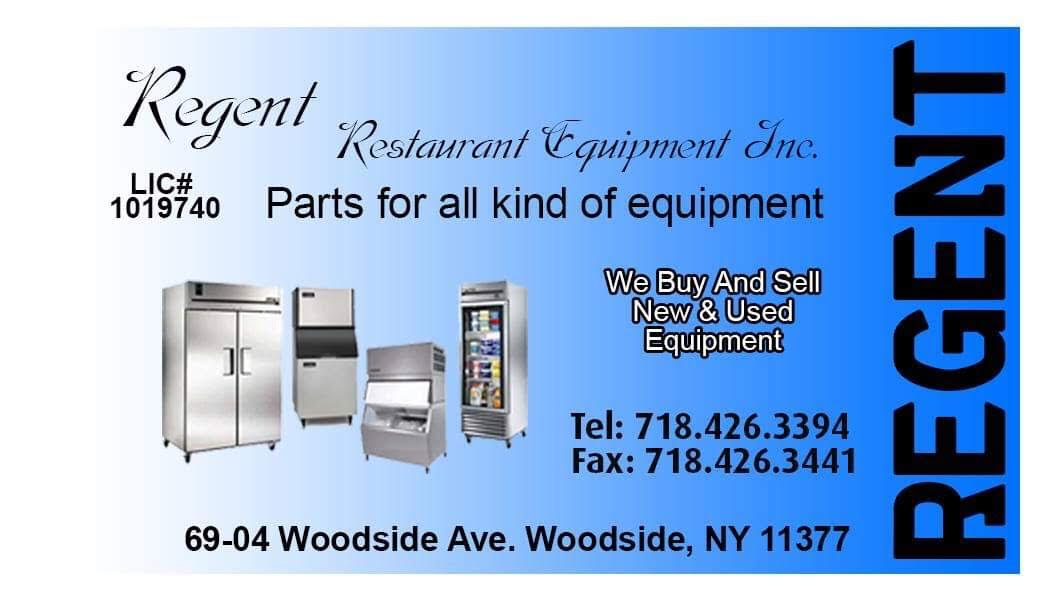 Regent
Restaurant Equipment Inc.
LIC#
1019740
Parts for all kind of equipment
We Buy And Sell
New & Used
Equipment
Tel: 718.426.3394
Fax: 718.426.3441
69-04 Woodside Ave. Woodside, NY 11377
REGENT